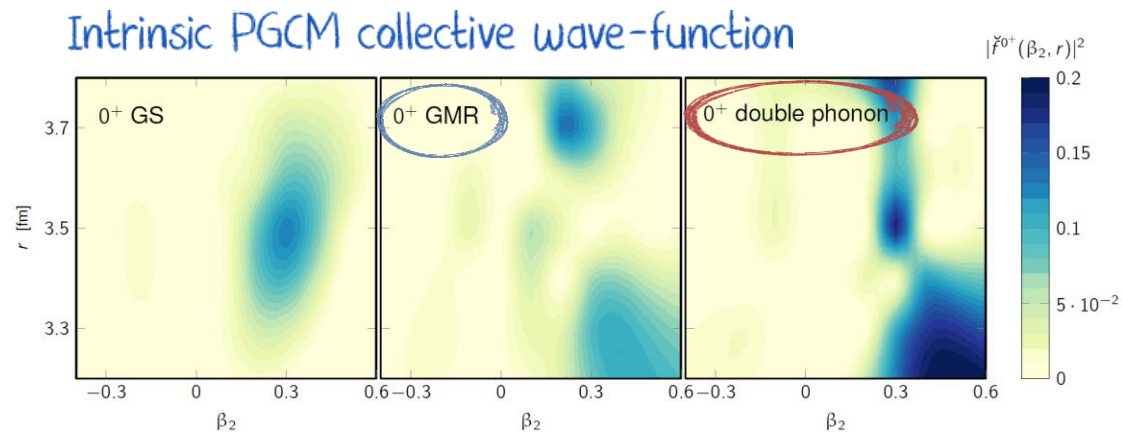 Intrinsic PGCM collective wave-function
|f̆⁰⁺(β₂, r)|²
0⁺ GS
0⁺ GMR
0⁺ double phonon
r [fm]
3.7
3.5
3.3
−0.3 0 0.3 0.6
−0.3 0 0.3 0.6
−0.3 0 0.3 0.6
β₂
β₂
β₂
0.2
0.15
0.1
5 · 10⁻²
0